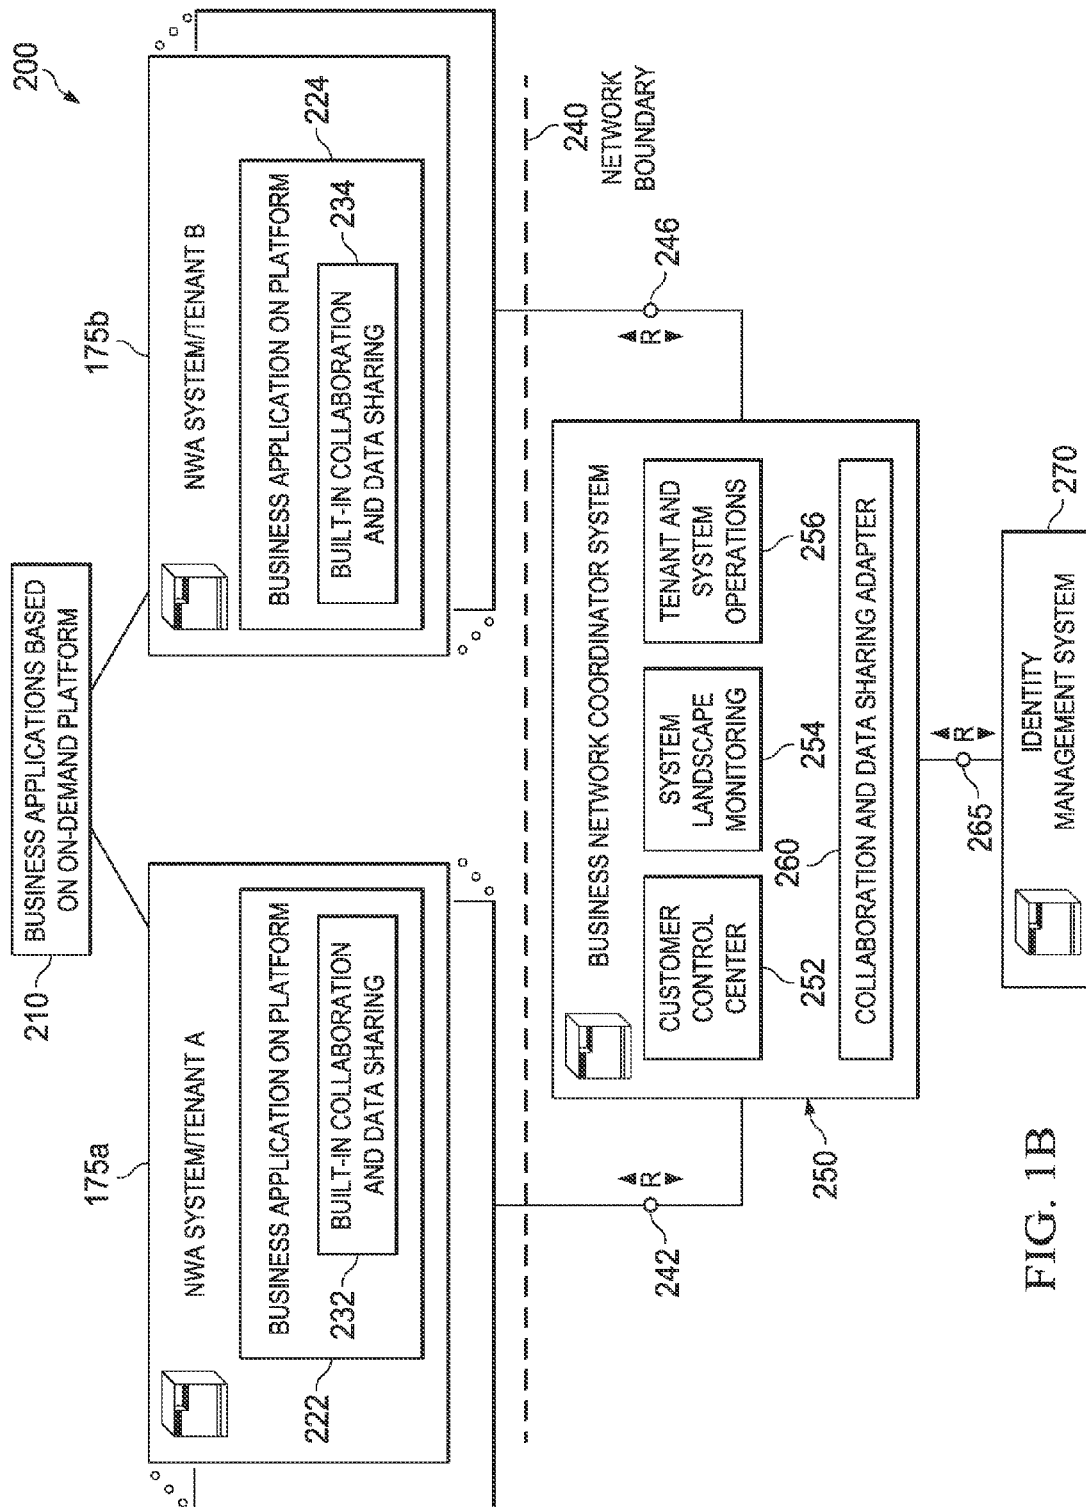 200
BUSINESS APPLICATIONS BASED
ON ON-DEMAND PLATFORM
210
175a
NWA SYSTEM/TENANT A
BUSINESS APPLICATION ON PLATFORM
BUILT-IN COLLABORATION
AND DATA SHARING
232
222
175b
NWA SYSTEM/TENANT B
BUSINESS APPLICATION ON PLATFORM
224
BUILT-IN COLLABORATION
AND DATA SHARING
234
240
NETWORK
BOUNDARY
242
R
R
246
BUSINESS NETWORK COORDINATOR SYSTEM
CUSTOMER
CONTROL
CENTER
252
SYSTEM
LANDSCAPE
MONITORING
254
TENANT AND
SYSTEM
OPERATIONS
256
260
COLLABORATION AND DATA SHARING ADAPTER
250
265
R
IDENTITY
MANAGEMENT SYSTEM
270
FIG. 1B